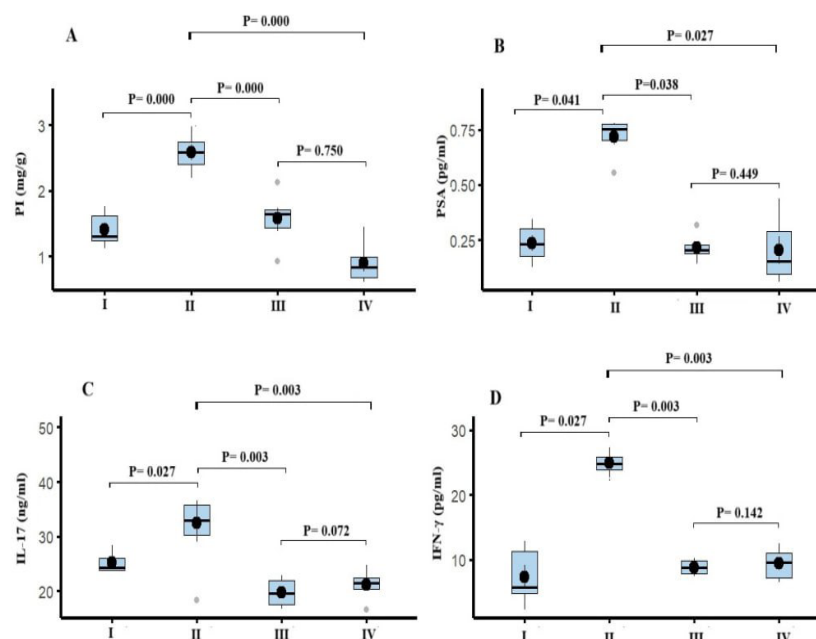 A
P= 0.000
P= 0.000
P= 0.000
P= 0.750
PI (mg/g)
3
2
1
I II III IV
B
P= 0.027
P=0.038
P= 0.041
P= 0.449
PSA (pg/ml)
0.75
0.50
0.25
I II III IV
C
P= 0.003
P= 0.027
P= 0.003
P= 0.072
IL-17 (ng/ml)
50
40
30
20
I II III IV
D
P= 0.003
P= 0.003
P= 0.027
P= 0.142
IFN-γ (pg/ml)
30
20
10
I II III IV